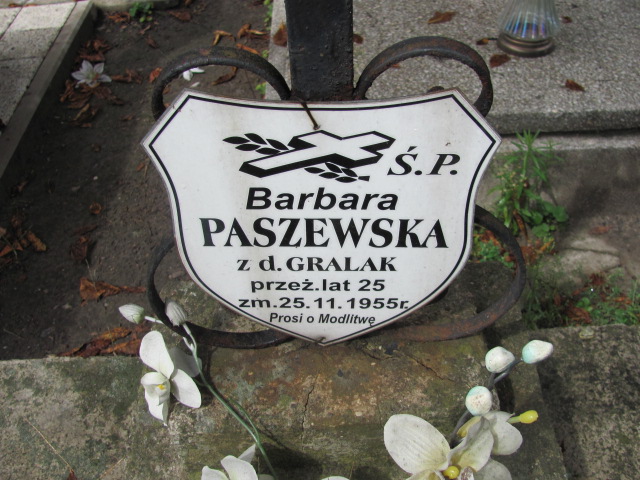 Ś.P.
Barbara
PASZEWSKA
z d. GRALAK
przeż.lat 25
zm.25.11.1955r.
Prosi o Modlitwę